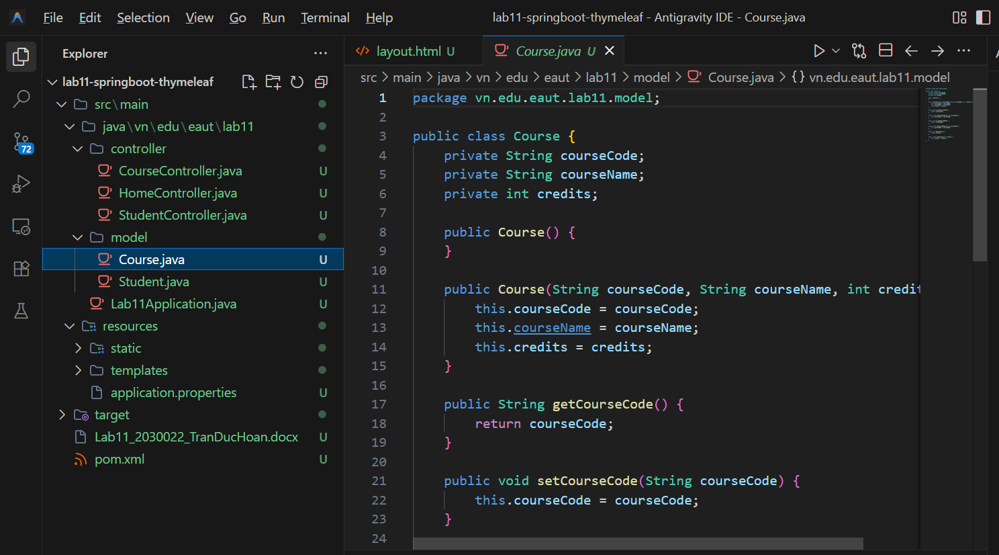 File Edit Selection View Go Run Terminal Help
lab11-springboot-thymeleaf - Antigravity IDE - Course.java
Explorer
lab11-springboot-thymeleaf
src\main
java\vn\edu\eaut\lab11
controller
CourseController.java U
HomeController.java U
StudentController.java U
model
Course.java U
Student.java U
Lab11Application.java U
resources
static
templates
application.properties U
target
Lab11_2030022_TranDucHoan.docx U
pom.xml U
72
layout.html U
Course.java U
src > main > java > vn > edu > eaut > lab11 > model > Course.java > {} vn.edu.eaut.lab11.model
1 package vn.edu.eaut.lab11.model;
2
3 public class Course {
4 private String courseCode;
5 private String courseName;
6 private int credits;
7
8 public Course() {
9 }
10
11 public Course(String courseCode, String courseName, int credit
12 this.courseCode = courseCode;
13 this.courseName = courseName;
14 this.credits = credits;
15 }
16
17 public String getCourseCode() {
18 return courseCode;
19 }
20
21 public void setCourseCode(String courseCode) {
22 this.courseCode = courseCode;
23 }
24